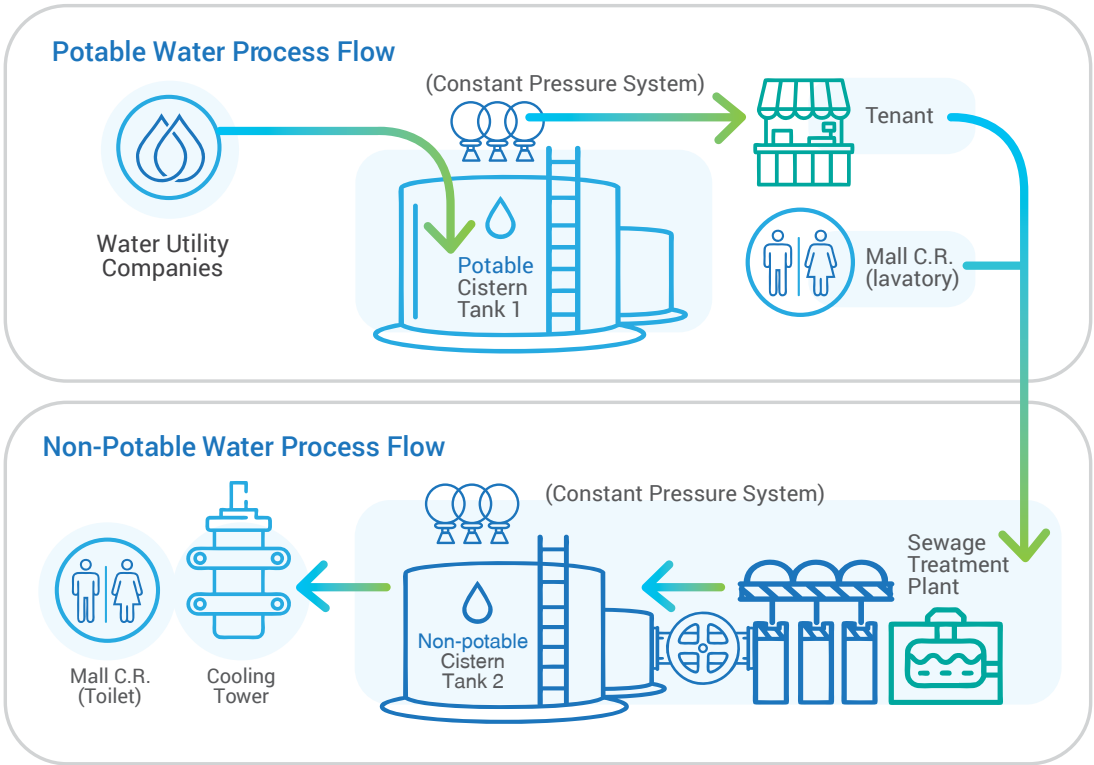 Potable Water Process Flow
(Constant Pressure System)
Tenant
Water Utility
Companies
Mall C.R.
(lavatory)
Potable
Cistern
Tank 1
Non-Potable Water Process Flow
(Constant Pressure System)
Sewage
Treatment
Plant
Non-potable
Cistern
Tank 2
Mall C.R.
(Toilet)
Cooling
Tower